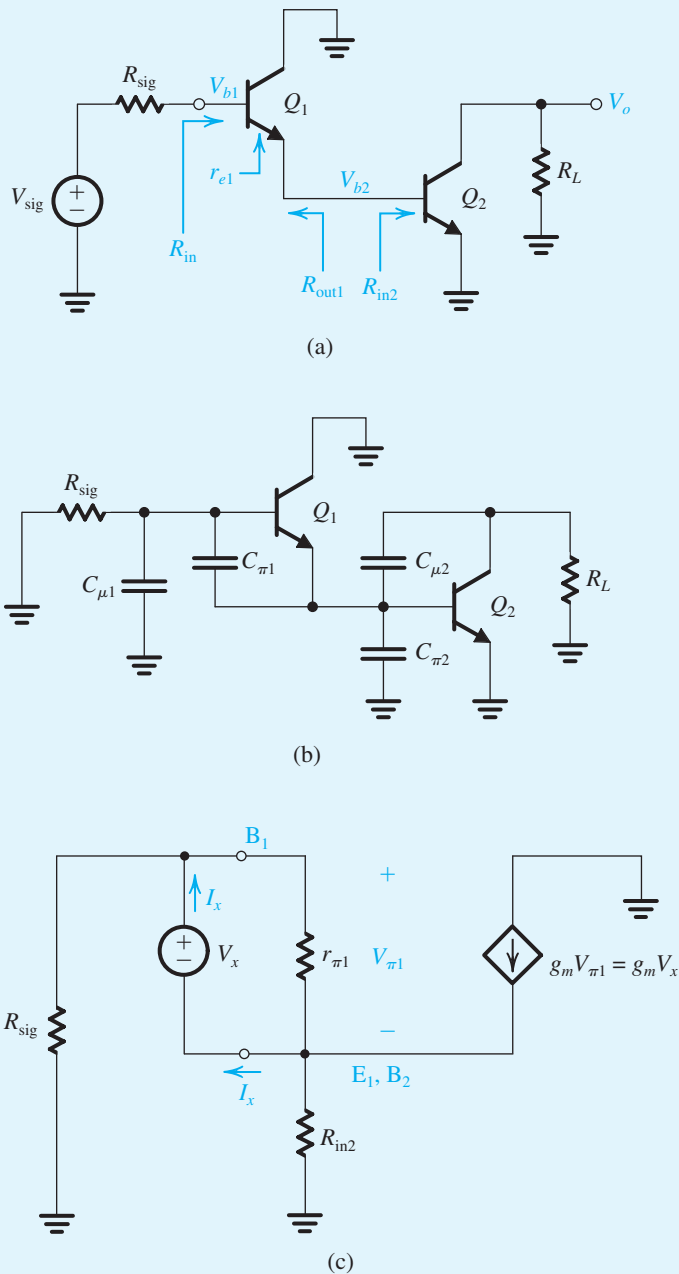 R_sig
V_b1
Q_1
V_o
r_e1
V_b2
R_L
V_sig
+
−
Q_2
R_in
R_out1
R_in2
(a)
R_sig
Q_1
C_π1
C_μ2
C_μ1
R_L
Q_2
C_π2
(b)
B_1
+
I_x
+
−
V_x
r_π1
V_π1
g_mV_π1 = g_mV_x
R_sig
−
E_1, B_2
I_x
R_in2
(c)